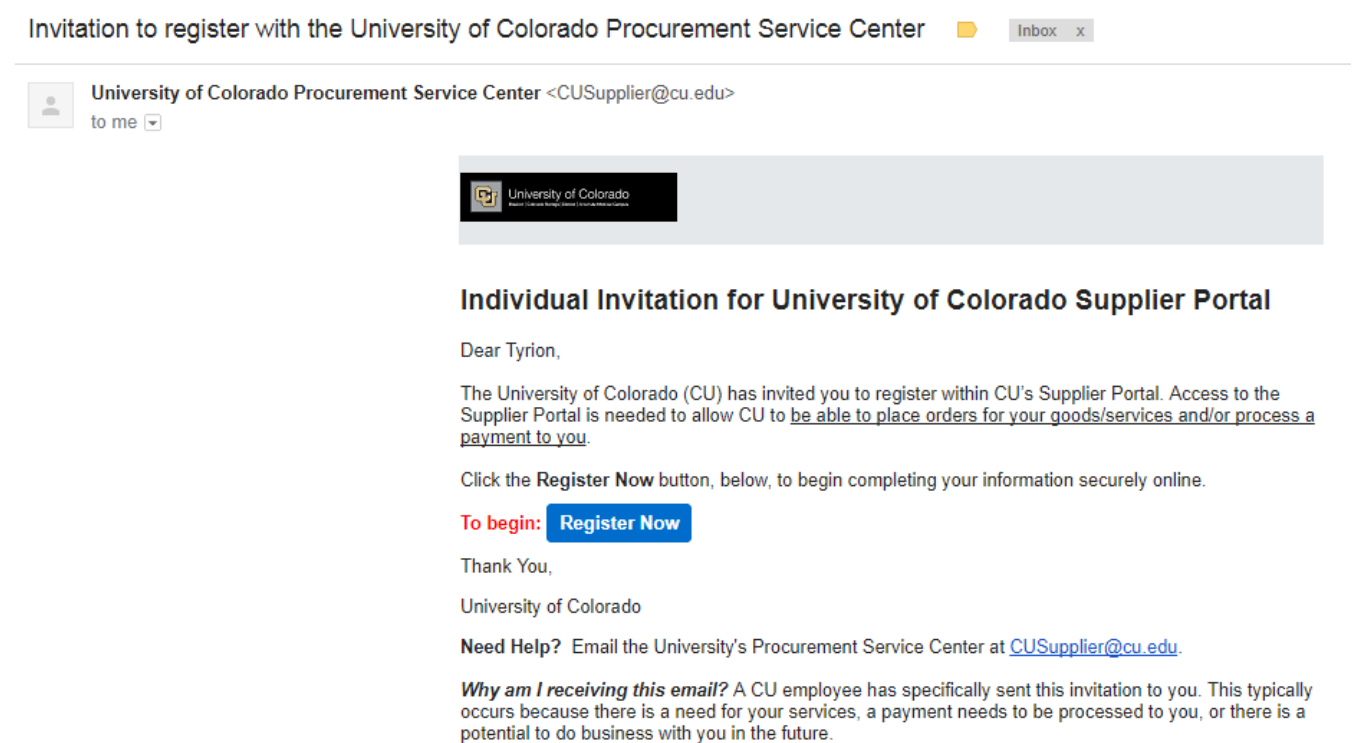 Invitation to register with the University of Colorado Procurement Service Center Inbox x
University of Colorado Procurement Service Center <CUSupplier@cu.edu>
to me
University of Colorado
Individual Invitation for University of Colorado Supplier Portal
Dear Tyrion,
The University of Colorado (CU) has invited you to register within CU’s Supplier Portal. Access to the
Supplier Portal is needed to allow CU to be able to place orders for your goods/services and/or process a
payment to you.
Click the Register Now button, below, to begin completing your information securely online.
To begin: Register Now
Thank You,
University of Colorado
Need Help? Email the University's Procurement Service Center at CUSupplier@cu.edu.
Why am I receiving this email? A CU employee has specifically sent this invitation to you. This typically
occurs because there is a need for your services, a payment needs to be processed to you, or there is a
potential to do business with you in the future.